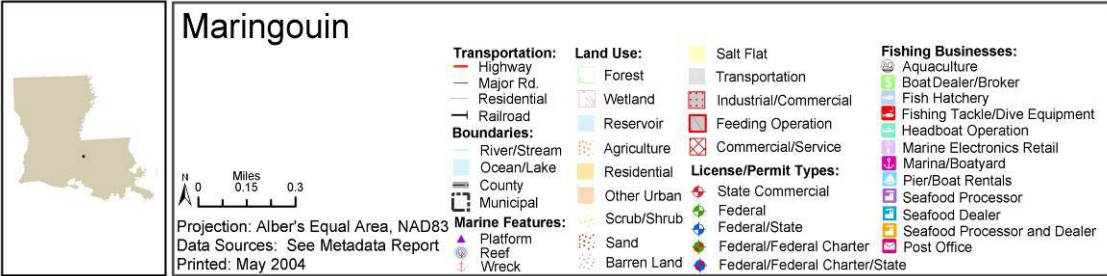 Maringouin
N
Miles
0 0.15 0.3
Projection: Alber's Equal Area, NAD83
Data Sources: See Metadata Report
Printed: May 2004
Transportation:
Highway
Major Rd.
Residential
Railroad
Boundaries:
River/Stream
Ocean/Lake
County
Municipal
Marine Features:
Platform
Reef
Wreck
Land Use:
Forest
Wetland
Reservoir
Agriculture
Residential
Other Urban
Scrub/Shrub
Sand
Barren Land
Salt Flat
Transportation
Industrial/Commercial
Feeding Operation
Commercial/Service
License/Permit Types:
State Commercial
Federal
Federal/State
Federal/Federal Charter
Federal/Federal Charter/State
Fishing Businesses:
Aquaculture
Boat Dealer/Broker
Fish Hatchery
Fishing Tackle/Dive Equipment
Headboat Operation
Marine Electronics Retail
Marina/Boatyard
Pier/Boat Rentals
Seafood Processor
Seafood Dealer
Seafood Processor and Dealer
Post Office